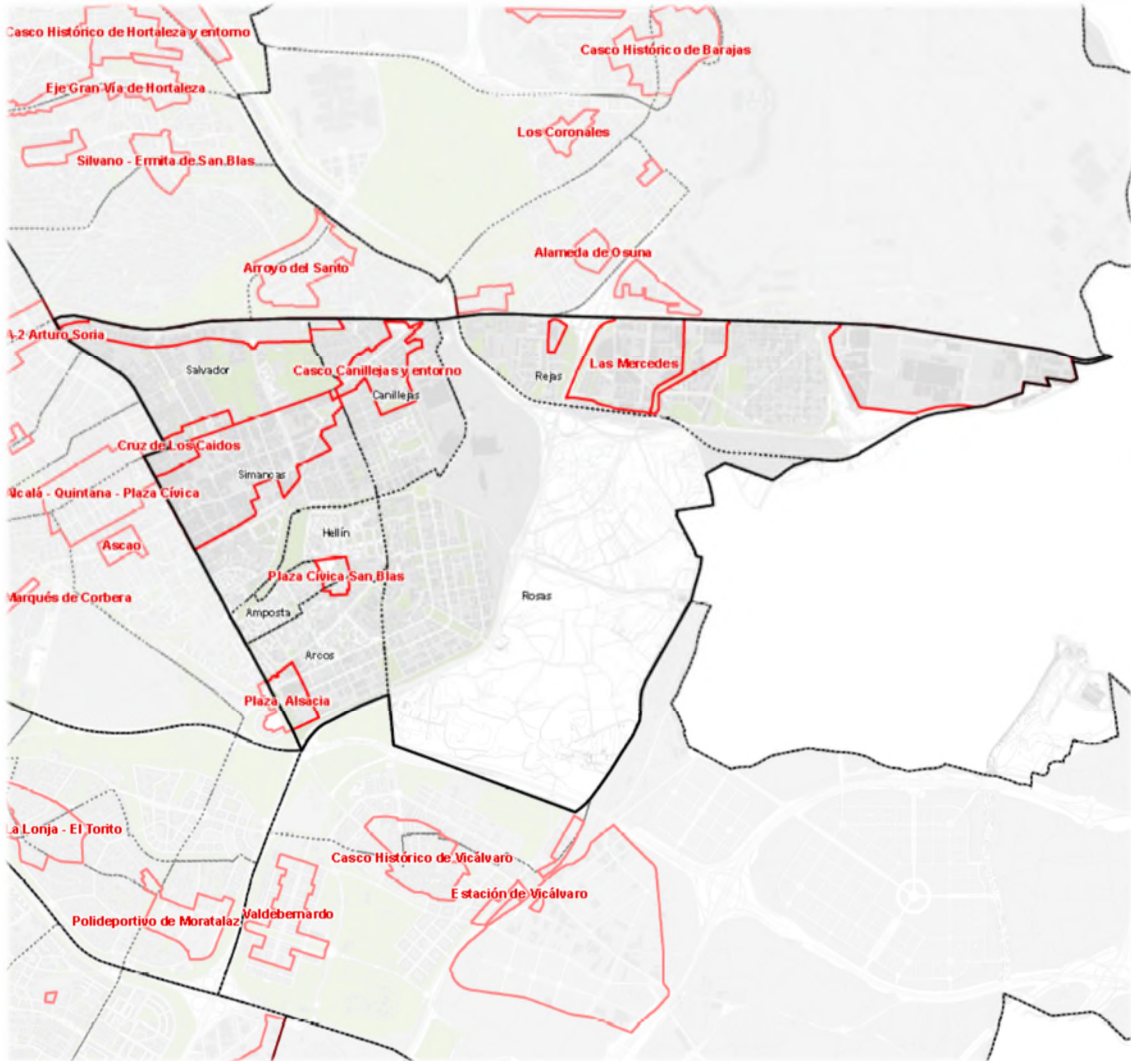 Casco Histórico de Hortaleza y entorno
Casco Histórico de Barajas
Eje Gran Vía de Hortaleza
Los Coronales
Silvano - Ermita de San Blas
Alameda de Osuna
Arroyo del Santo
A-2 Arturo Soria
Salvador
Casco Canillejas y entorno
Las Mercedes
Rejas
Canillejas
Cruz de Los Caidos
Simancas
Alcalá - Quintana - Plaza Cívica
Hellín
Ascao
Plaza Cívica San Blas
Marqués de Corbera
Rosas
Amposta
Arcos
Plaza Alsacia
La Lonja - El Torito
Casco Histórico de Vicálvaro
Estación de Vicálvaro
Polideportivo de Moratalaz
Valdebernardo